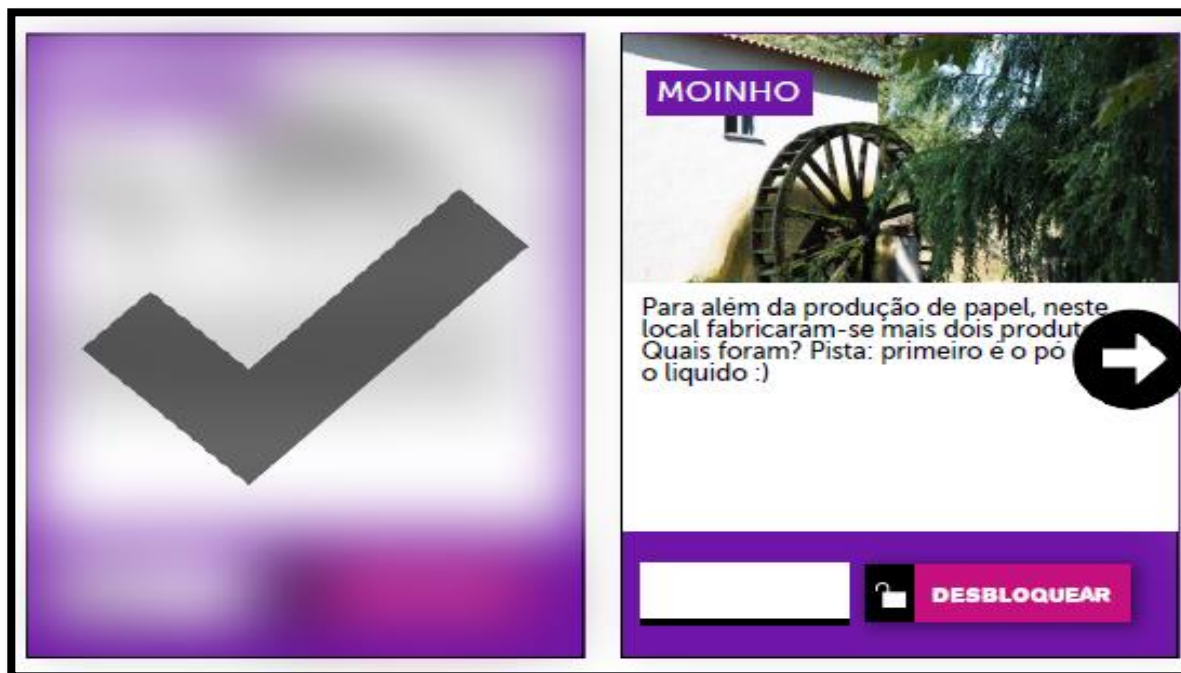 MOINHO
Para além da produção de papel, neste
local fabricaram-se mais dois
Quais foram? Pista: primeiro é o pó
o liquido :)
DESBLOQUEAR